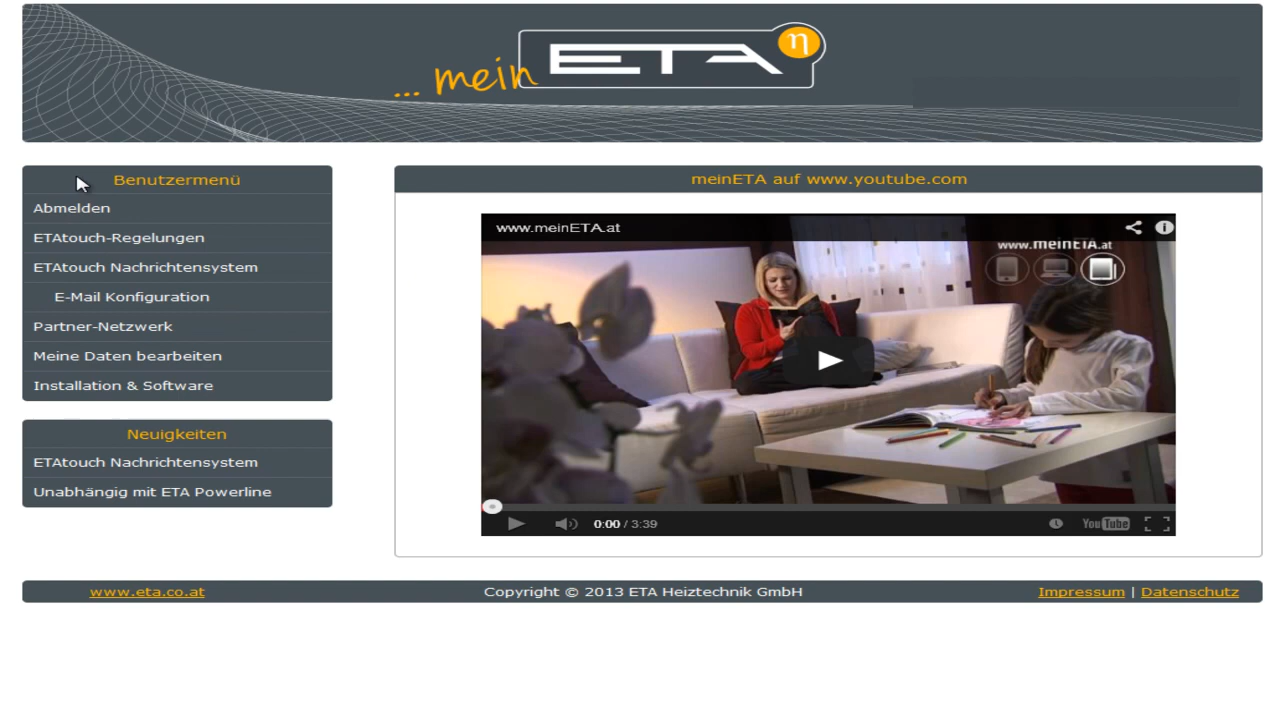 ... mein ETA η
Benutzermenü
Abmelden
ETAtouch-Regelungen
ETAtouch Nachrichtensystem
E-Mail Konfiguration
Partner-Netzwerk
Meine Daten bearbeiten
Installation & Software
Neuigkeiten
ETAtouch Nachrichtensystem
Unabhängig mit ETA Powerline
meinETA auf www.youtube.com
www.meinETA.at
www.meinETA.at
0:00 / 3:39
YouTube
www.eta.co.at
Copyright © 2013 ETA Heiztechnik GmbH
Impressum | Datenschutz